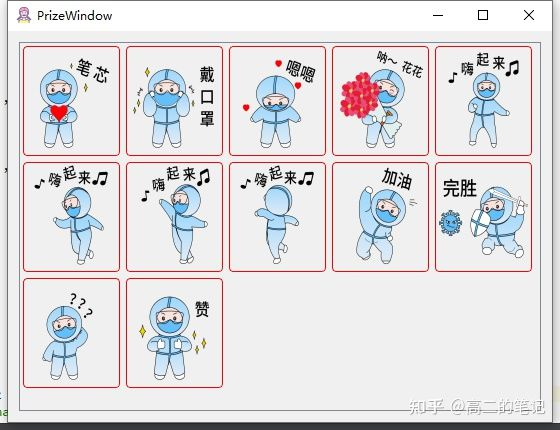 PrizeWindow
笔芯
戴口罩
嗯嗯
呐~ 花花
嗨起来
嗨起来
嗨起来
嗨起来
加油
完胜
???
赞
知乎 @高二的笔记